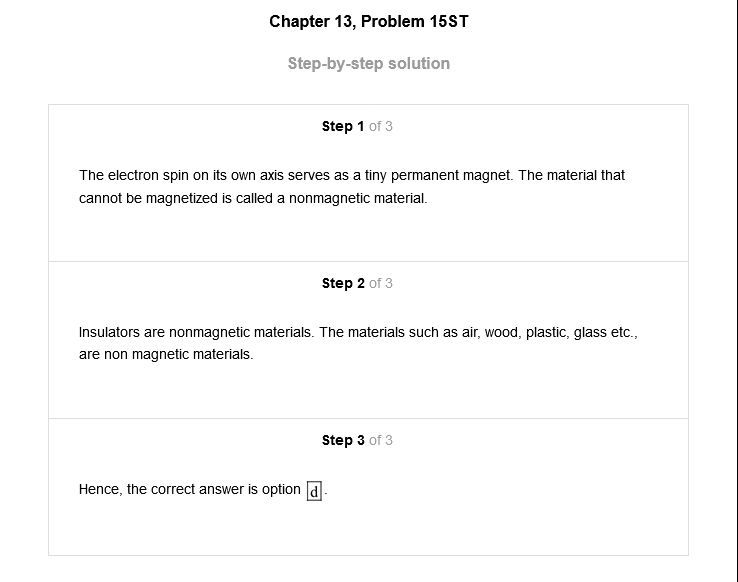 Chapter 13, Problem 15ST
Step-by-step solution
Step 1 of 3
The electron spin on its own axis serves as a tiny permanent magnet. The material that
cannot be magnetized is called a nonmagnetic material.
Step 2 of 3
Insulators are nonmagnetic materials. The materials such as air, wood, plastic, glass etc.,
are non magnetic materials.
Step 3 of 3
Hence, the correct answer is option d.